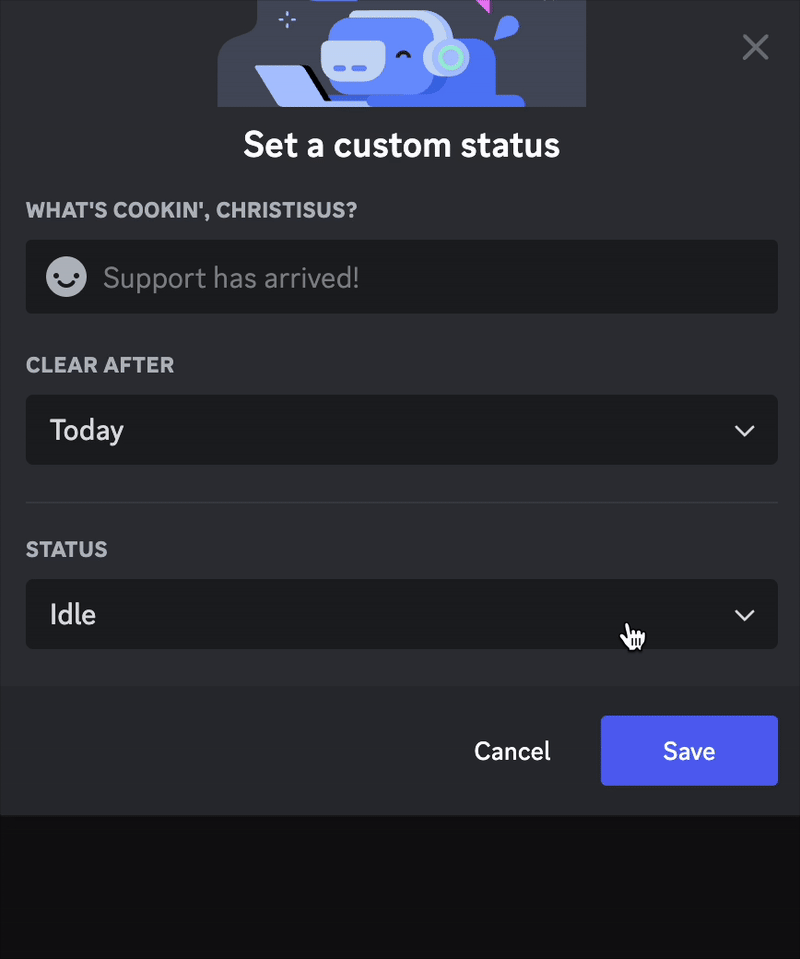 Set a custom status
WHAT'S COOKIN', CHRISTISUS?
Support has arrived!
CLEAR AFTER
Today
STATUS
Idle
Cancel
Save